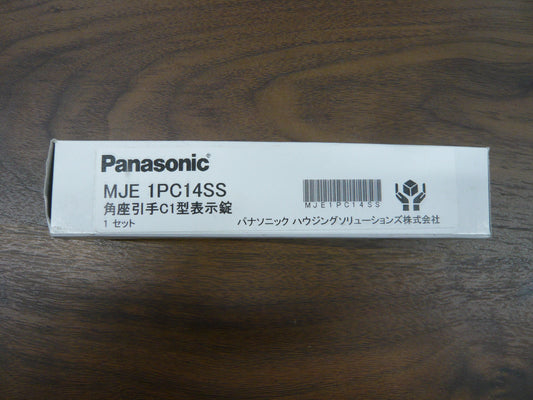 Panasonic
MJE 1PC14SS
角座引手C1型表示錠
1 セット
MJE1PC14SS
パナソニック ハウジングソリューションズ株式会社